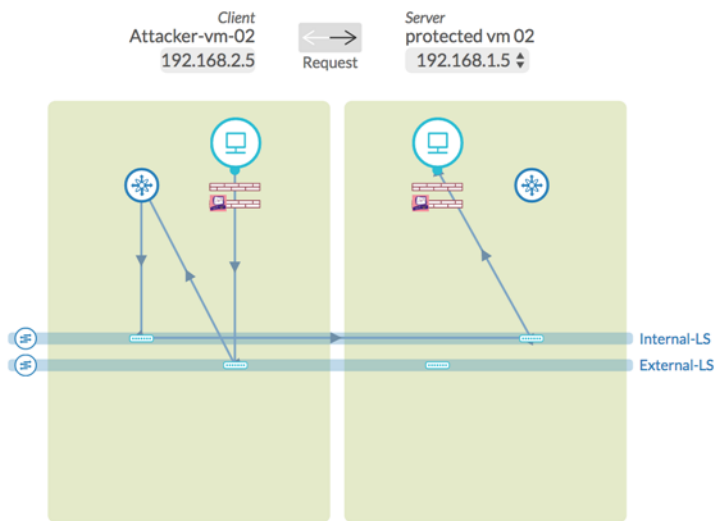 Client
Attacker-vm-02
192.168.2.5
Request
Server
protected vm 02
192.168.1.5
Internal-LS
External-LS